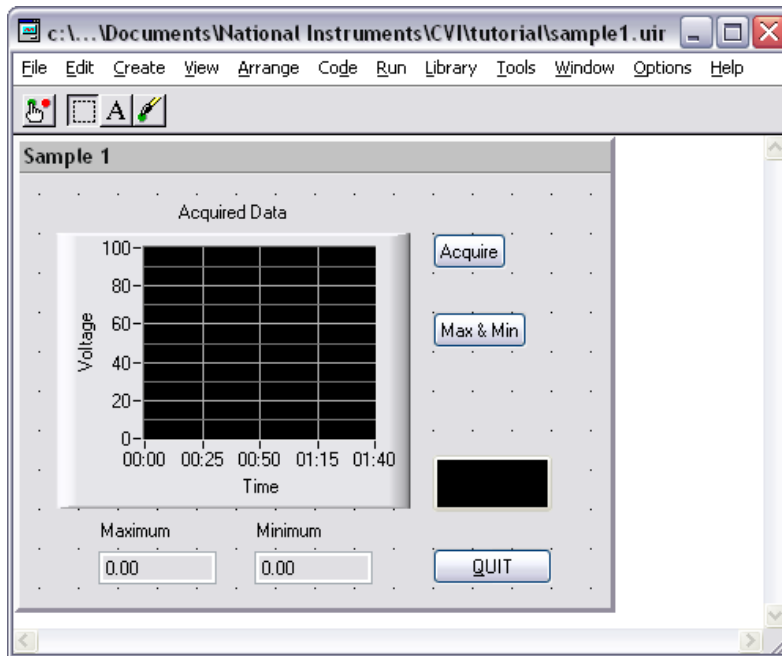 c:\...\Documents\National Instruments\CVI\tutorial\sample1.uir
File Edit Create View Arrange Code Run Library Tools Window Options Help
A
Sample 1
Acquired Data
Acquire
Max & Min
Voltage
100
80
60
40
20
0
00:00 00:25 00:50 01:15 01:40
Time
Maximum Minimum
0.00 0.00
QUIT